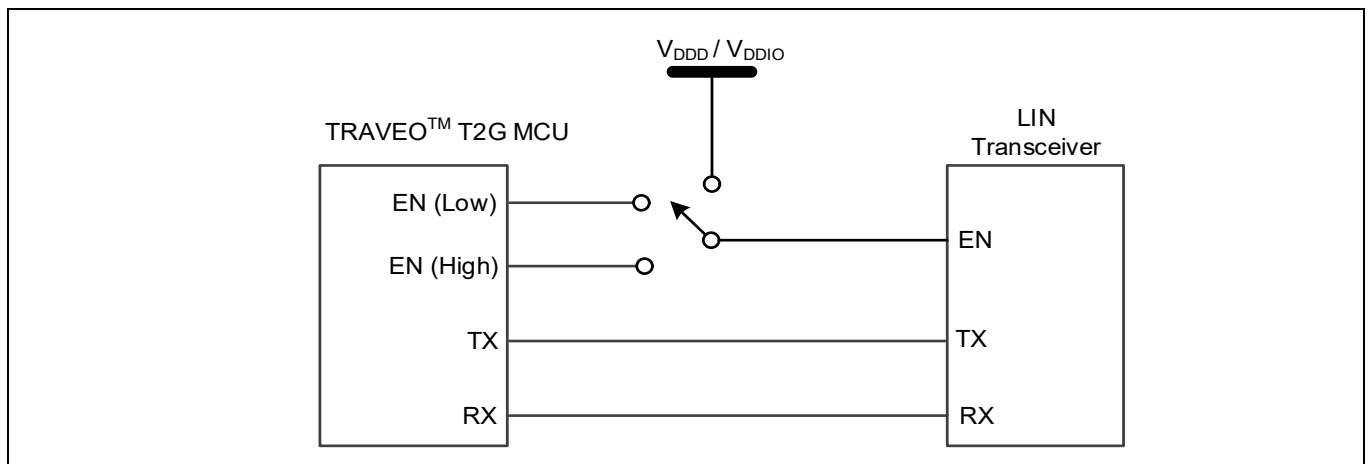 VDDD / VDDIO
TRAVEO™ T2G MCU
LIN
Transceiver
EN (Low)
EN (High)
EN
TX
TX
RX
RX